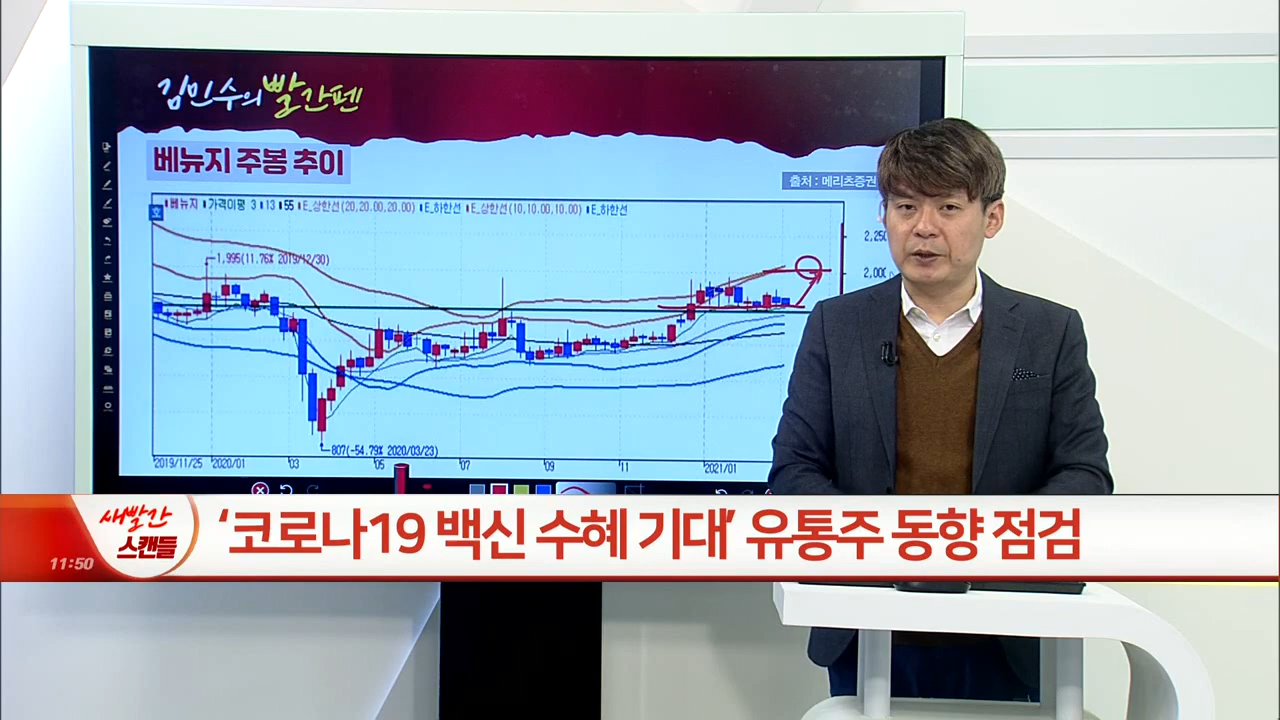 김민수의 빨간펜
베뉴지 주봉 추이
출처 : 메리츠증권
베뉴지 가격이평 3 13 55 E_상한선(20,20.00,20.00) E_하한선 E_상한선(10,10.00,10.00) E_하한선
1,995(11.76% 2019/12/30)
2,25
2,000
807(-54.79% 2020/03/23)
2019/11/25 2020/01 03 05 07 09 11 2021/01
새빨간
스캔들
11:50
‘코로나19 백신 수혜 기대’ 유통주 동향 점검